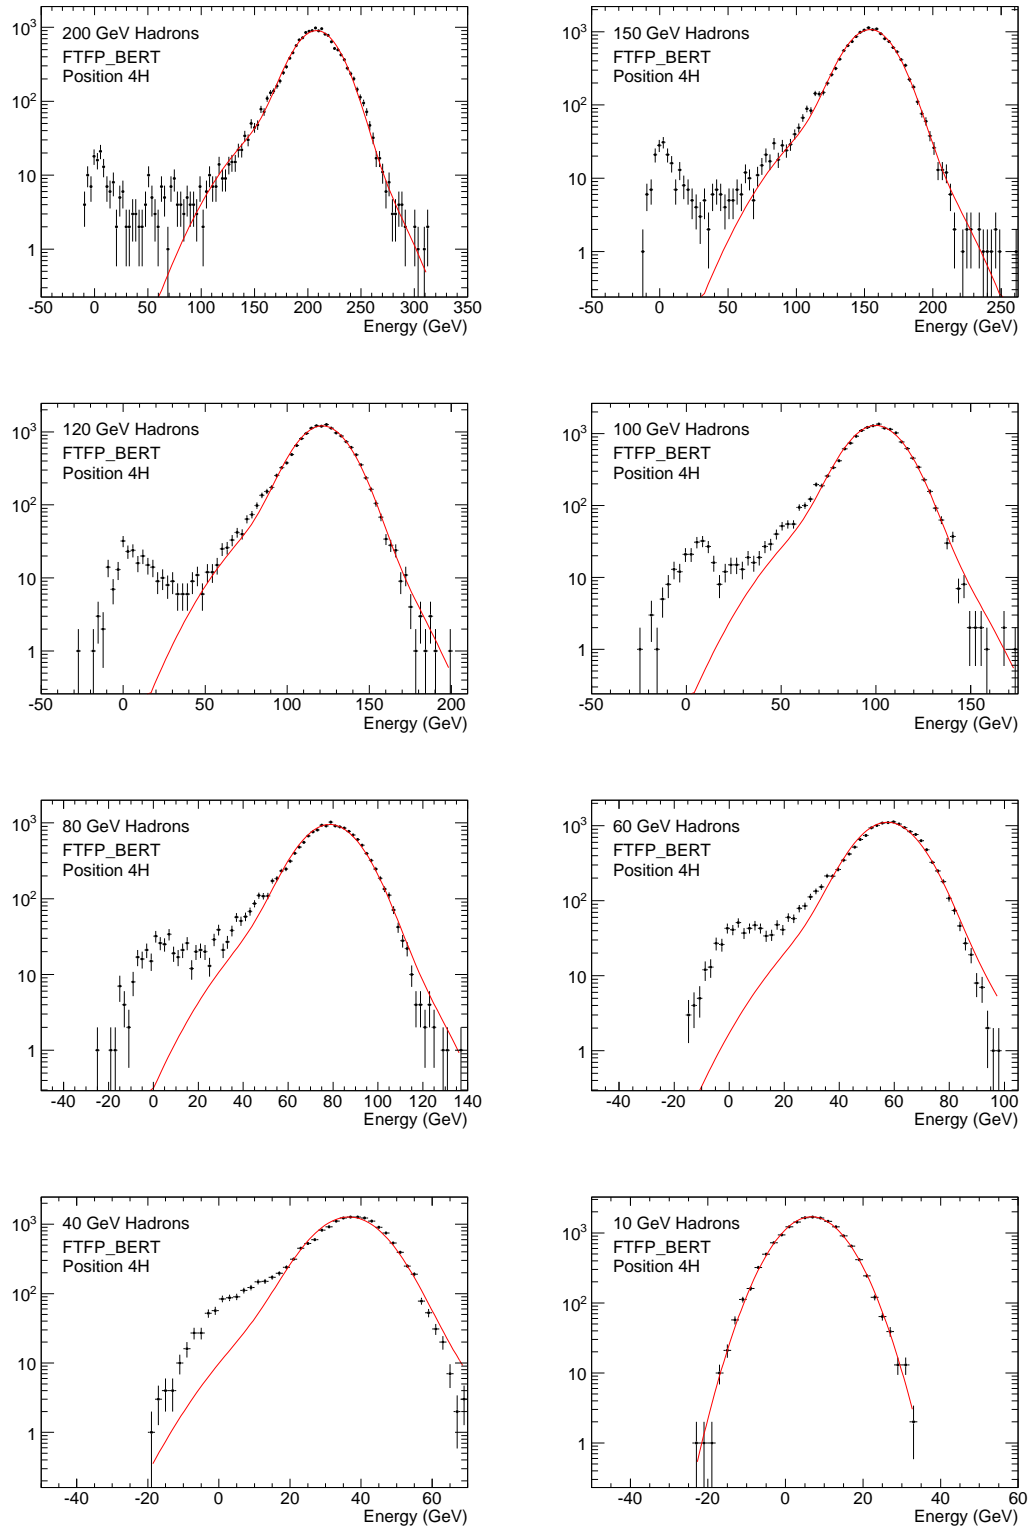 10³
10²
10
1
200 GeV Hadrons
FTFP_BERT
Position 4H
-50 0 50 100 150 200 250 300 350
Energy (GeV)
10³
10²
10
1
150 GeV Hadrons
FTFP_BERT
Position 4H
-50 0 50 100 150 200 250
Energy (GeV)
10³
10²
10
1
120 GeV Hadrons
FTFP_BERT
Position 4H
-50 0 50 100 150 200
Energy (GeV)
10³
10²
10
1
100 GeV Hadrons
FTFP_BERT
Position 4H
-50 0 50 100 150
Energy (GeV)
10³
10²
10
1
80 GeV Hadrons
FTFP_BERT
Position 4H
-40 -20 0 20 40 60 80 100 120 140
Energy (GeV)
10³
10²
10
1
60 GeV Hadrons
FTFP_BERT
Position 4H
-40 -20 0 20 40 60 80 100
Energy (GeV)
10³
10²
10
1
40 GeV Hadrons
FTFP_BERT
Position 4H
-40 -20 0 20 40 60
Energy (GeV)
10³
10²
10
1
10 GeV Hadrons
FTFP_BERT
Position 4H
-40 -20 0 20 40 60
Energy (GeV)